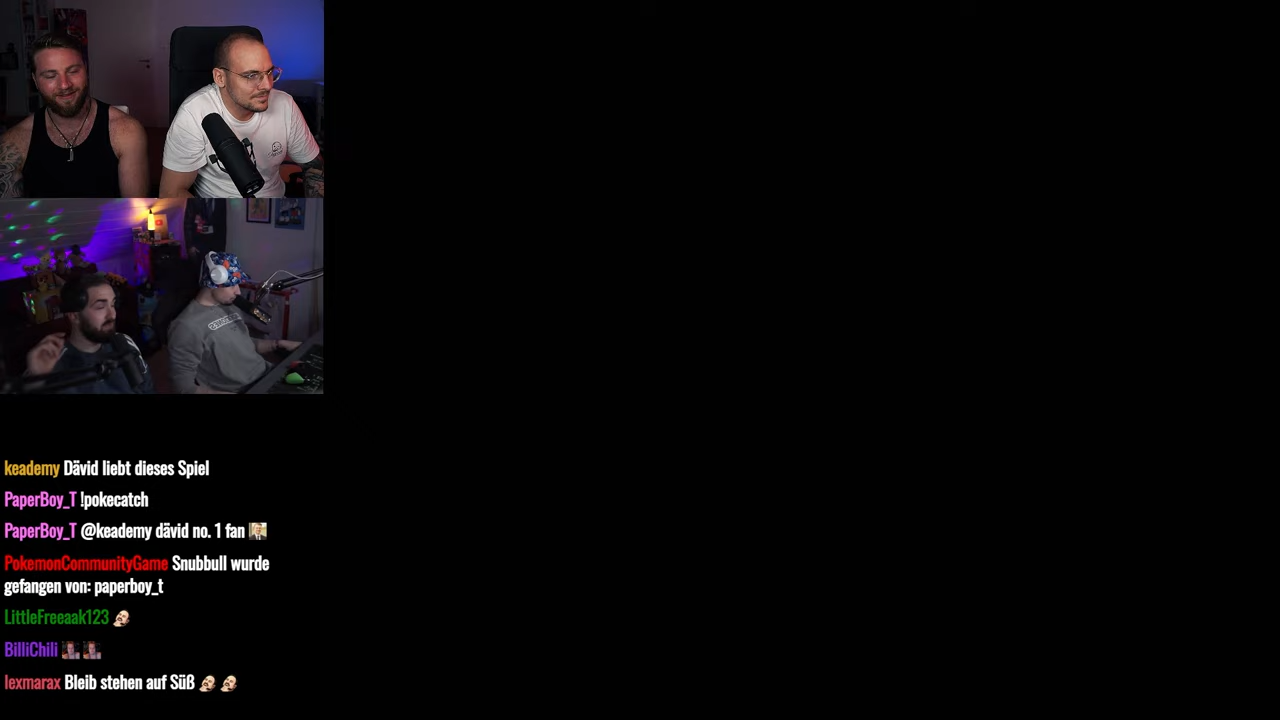 keademy Dävid liebt dieses Spiel
PaperBoy_T !pokecatch
PaperBoy_T @keademy dävid no. 1 fan
PokemonCommunityGame Snubbull wurde
gefangen von: paperboy_t
LittleFreeaak123
BilliChili
lexmarax Bleib stehen auf Süß